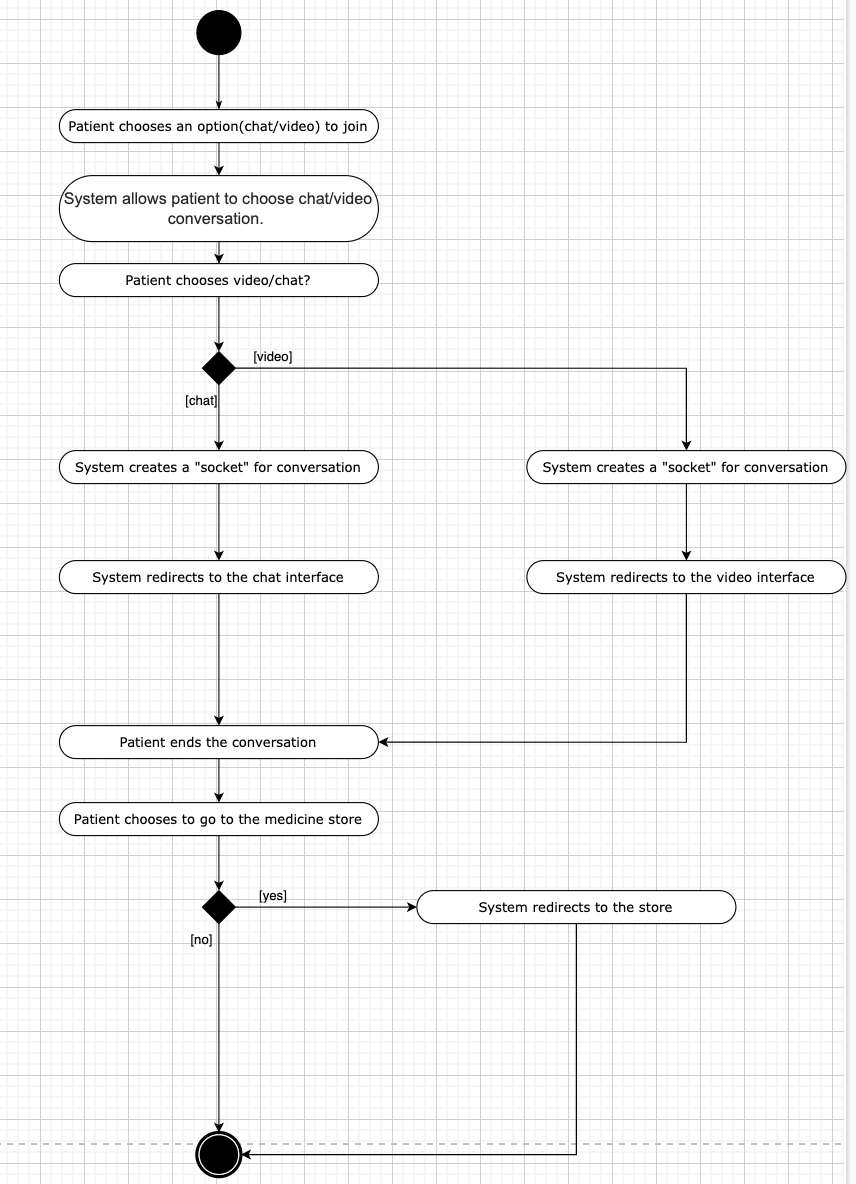 Patient chooses an option(chat/video) to join
System allows patient to choose chat/video
conversation.
Patient chooses video/chat?
[video]
[chat]
System creates a "socket" for conversation
System creates a "socket" for conversation
System redirects to the chat interface
System redirects to the video interface
Patient ends the conversation
Patient chooses to go to the medicine store
[yes]
System redirects to the store
[no]